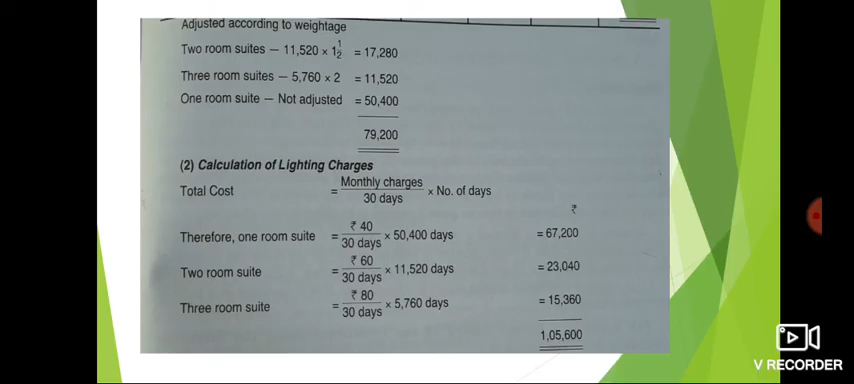 Adjusted according to weightage
Two room suites — 11,520 × 1 1/2 = 17,280
Three room suites — 5,760 × 2 = 11,520
One room suite — Not adjusted = 50,400
79,200
(2) Calculation of Lighting Charges
Total Cost = Monthly charges / 30 days × No. of days
₹
Therefore, one room suite = ₹ 40 / 30 days × 50,400 days = 67,200
Two room suite = ₹ 60 / 30 days × 11,520 days = 23,040
Three room suite = ₹ 80 / 30 days × 5,760 days = 15,360
1,05,600
V RECORDER